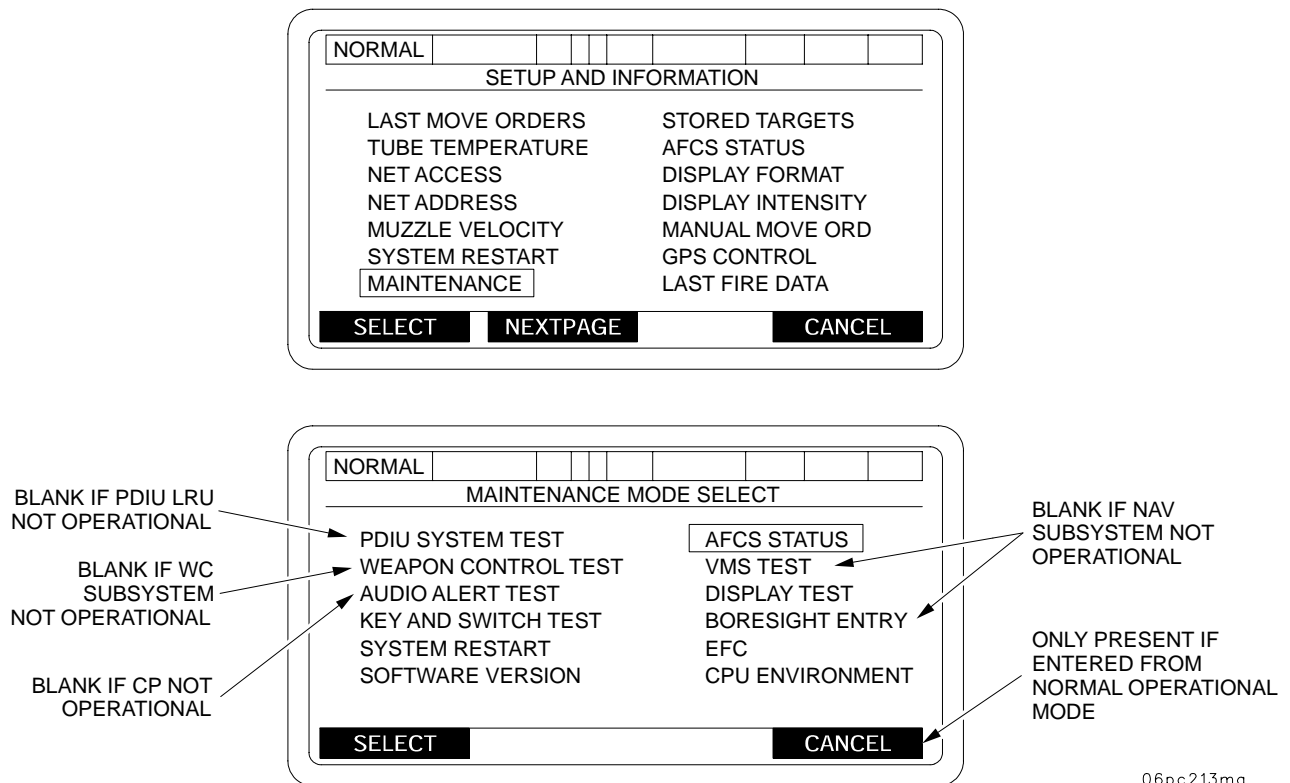 NORMAL
SETUP AND INFORMATION
LAST MOVE ORDERS
TUBE TEMPERATURE
NET ACCESS
NET ADDRESS
MUZZLE VELOCITY
SYSTEM RESTART
MAINTENANCE
STORED TARGETS
AFCS STATUS
DISPLAY FORMAT
DISPLAY INTENSITY
MANUAL MOVE ORD
GPS CONTROL
LAST FIRE DATA
SELECT
NEXTPAGE
CANCEL
BLANK IF PDIU LRU
NOT OPERATIONAL
BLANK IF WC
SUBSYSTEM
NOT OPERATIONAL
BLANK IF CP NOT
OPERATIONAL
NORMAL
MAINTENANCE MODE SELECT
PDIU SYSTEM TEST
WEAPON CONTROL TEST
AUDIO ALERT TEST
KEY AND SWITCH TEST
SYSTEM RESTART
SOFTWARE VERSION
AFCS STATUS
VMS TEST
DISPLAY TEST
BORESIGHT ENTRY
EFC
CPU ENVIRONMENT
SELECT
CANCEL
BLANK IF NAV
SUBSYSTEM NOT
OPERATIONAL
ONLY PRESENT IF
ENTERED FROM
NORMAL OPERATIONAL
MODE
06pc213mg